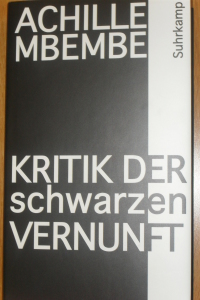 ACHILLE
MBEMBE
Suhrkamp
KRITIK DER
schwarzen
VERNUNFT